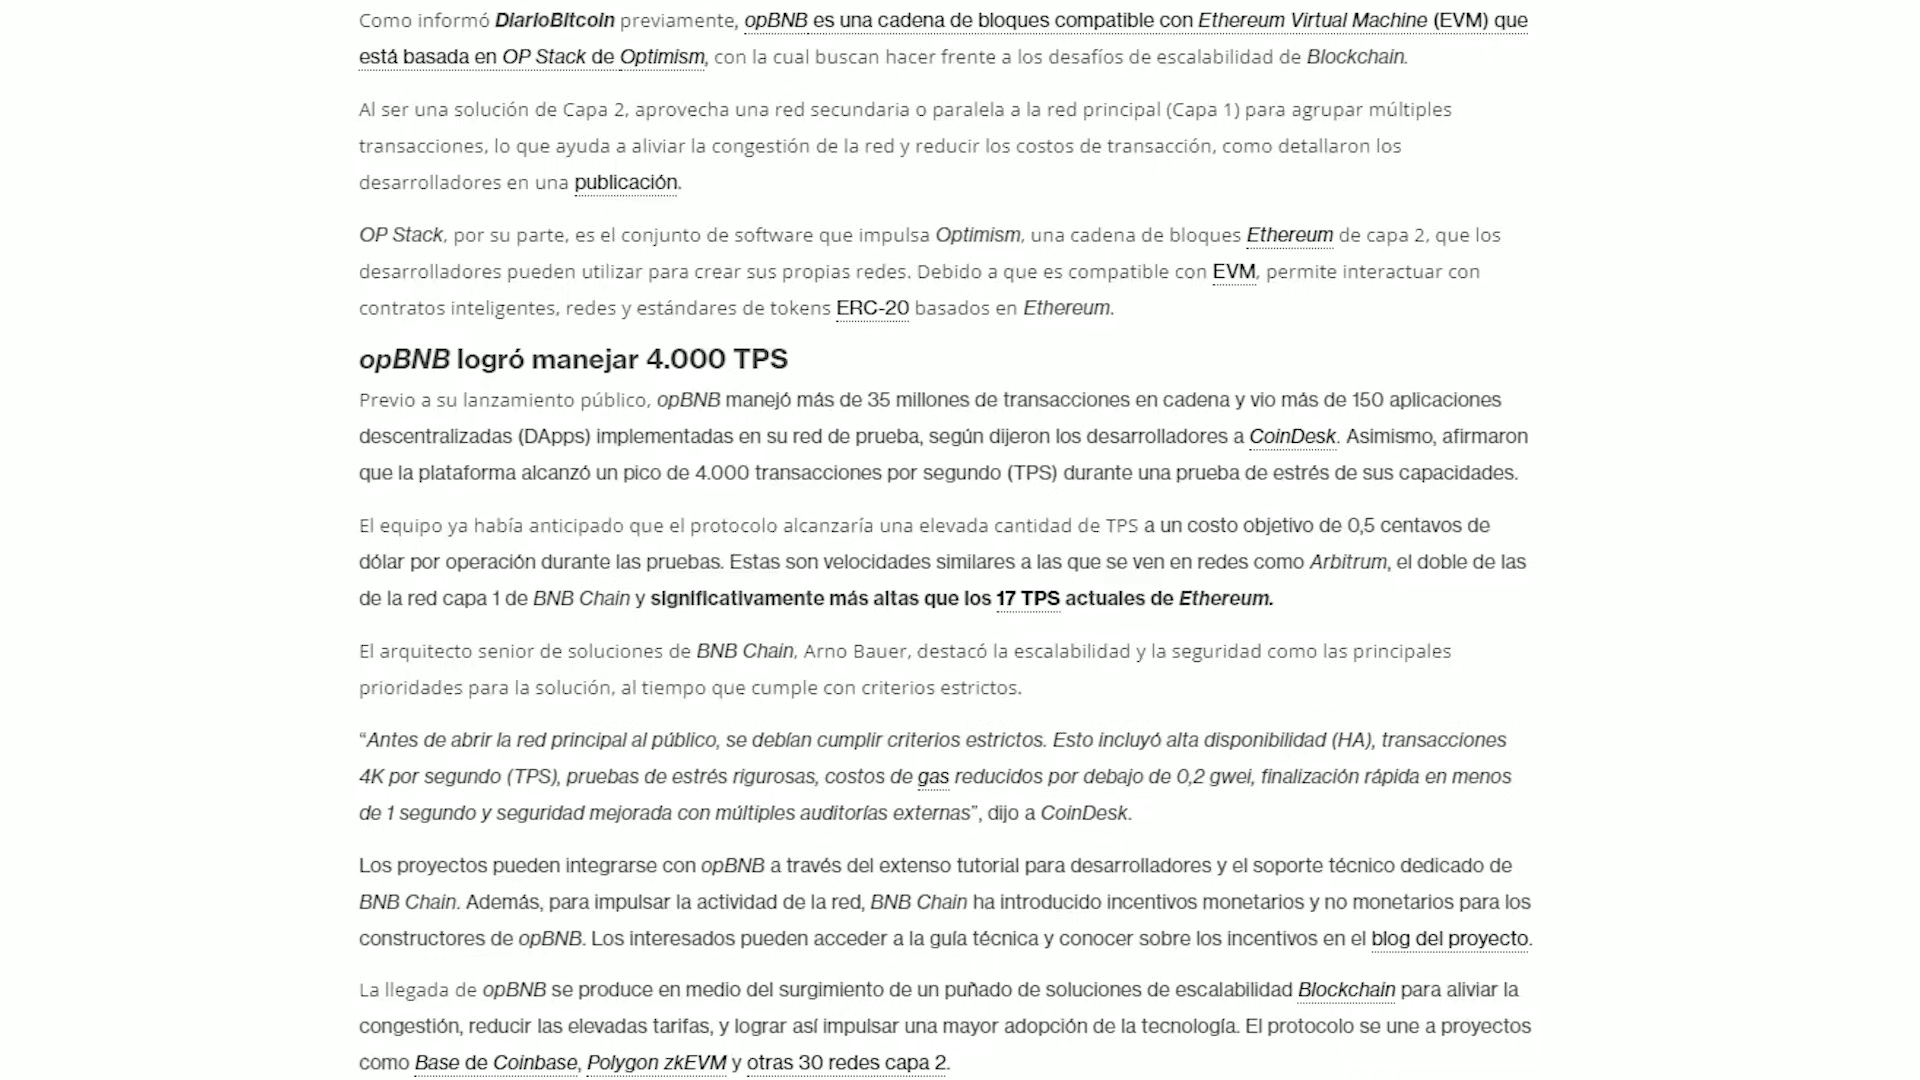 Como informó DiarioBitcoin previamente, opBNB es una cadena de bloques compatible con Ethereum Virtual Machine (EVM) que
está basada en OP Stack de Optimism, con la cual buscan hacer frente a los desafíos de escalabilidad de Blockchain.
Al ser una solución de Capa 2, aprovecha una red secundaria o paralela a la red principal (Capa 1) para agrupar múltiples
transacciones, lo que ayuda a aliviar la congestión de la red y reducir los costos de transacción, como detallaron los
desarrolladores en una publicación.
OP Stack, por su parte, es el conjunto de software que impulsa Optimism, una cadena de bloques Ethereum de capa 2, que los
desarrolladores pueden utilizar para crear sus propias redes. Debido a que es compatible con EVM, permite interactuar con
contratos inteligentes, redes y estándares de tokens ERC-20 basados en Ethereum.
opBNB logró manejar 4.000 TPS
Previo a su lanzamiento público, opBNB manejó más de 35 millones de transacciones en cadena y vio más de 150 aplicaciones
descentralizadas (DApps) implementadas en su red de prueba, según dijeron los desarrolladores a CoinDesk. Asimismo, afirmaron
que la plataforma alcanzó un pico de 4.000 transacciones por segundo (TPS) durante una prueba de estrés de sus capacidades.
El equipo ya había anticipado que el protocolo alcanzaría una elevada cantidad de TPS a un costo objetivo de 0,5 centavos de
dólar por operación durante las pruebas. Estas son velocidades similares a las que se ven en redes como Arbitrum, el doble de las
de la red capa 1 de BNB Chain y significativamente más altas que los 17 TPS actuales de Ethereum.
El arquitecto senior de soluciones de BNB Chain, Arno Bauer, destacó la escalabilidad y la seguridad como las principales
prioridades para la solución, al tiempo que cumple con criterios estrictos.
“Antes de abrir la red principal al público, se debían cumplir criterios estrictos. Esto incluyó alta disponibilidad (HA), transacciones
4K por segundo (TPS), pruebas de estrés rigurosas, costos de gas reducidos por debajo de 0,2 gwei, finalización rápida en menos
de 1 segundo y seguridad mejorada con múltiples auditorías externas”, dijo a CoinDesk.
Los proyectos pueden integrarse con opBNB a través del extenso tutorial para desarrolladores y el soporte técnico dedicado de
BNB Chain. Además, para impulsar la actividad de la red, BNB Chain ha introducido incentivos monetarios y no monetarios para los
constructores de opBNB. Los interesados pueden acceder a la guía técnica y conocer sobre los incentivos en el blog del proyecto.
La llegada de opBNB se produce en medio del surgimiento de un puñado de soluciones de escalabilidad Blockchain para aliviar la
congestión, reducir las elevadas tarifas, y lograr así impulsar una mayor adopción de la tecnología. El protocolo se une a proyectos
como Base de Coinbase, Polygon zkEVM y otras 30 redes capa 2.